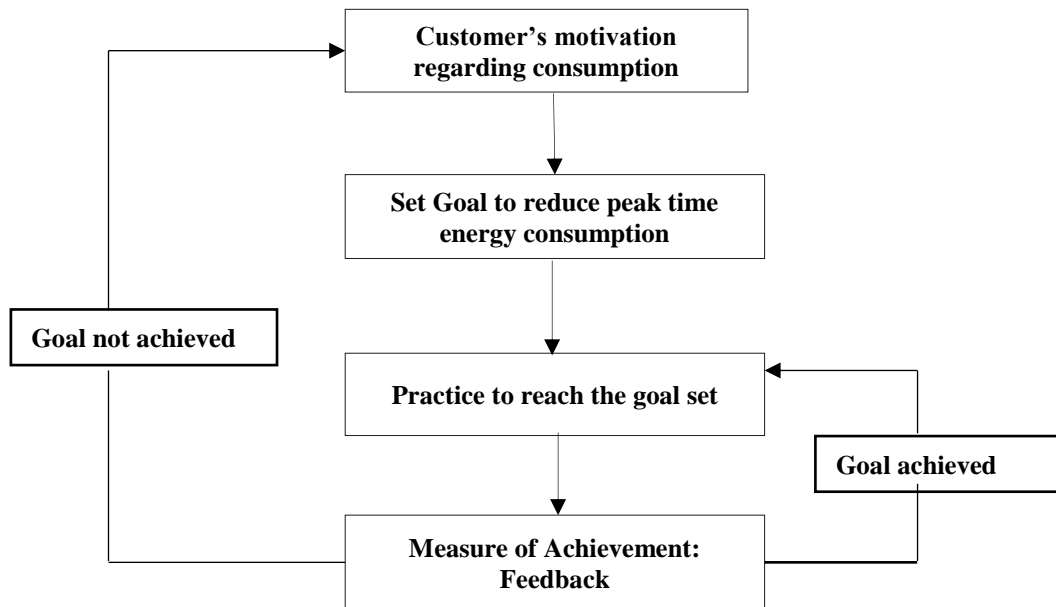 Customer’s motivation
regarding consumption
Set Goal to reduce peak time
energy consumption
Goal not achieved
Practice to reach the goal set
Goal achieved
Measure of Achievement:
Feedback